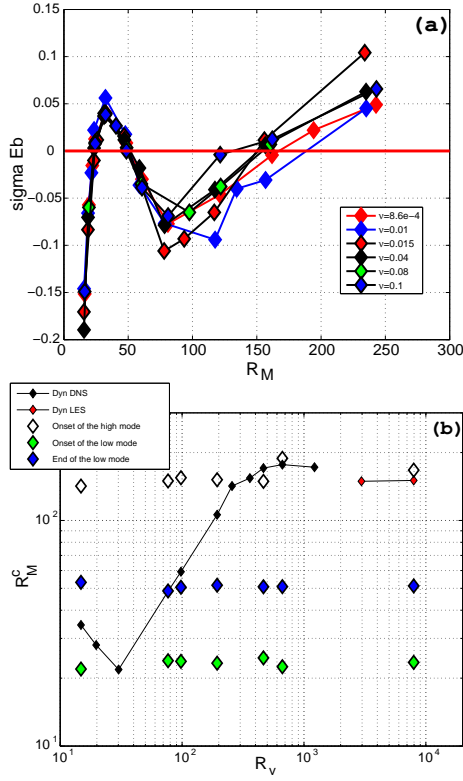 (a)
0.15
0.1
0.05
0
−0.05
−0.1
−0.15
−0.2
sigma Eb
0 50 100 150 200 250 300
R_M
ν=8.6e−4
ν=0.01
ν=0.015
ν=0.04
ν=0.08
ν=0.1
Dyn DNS
Dyn LES
Onset of the high mode
Onset of the low mode
End of the low mode
(b)
10^2
10^1
R_M^c
10^1 10^2 10^3 10^4
R_v